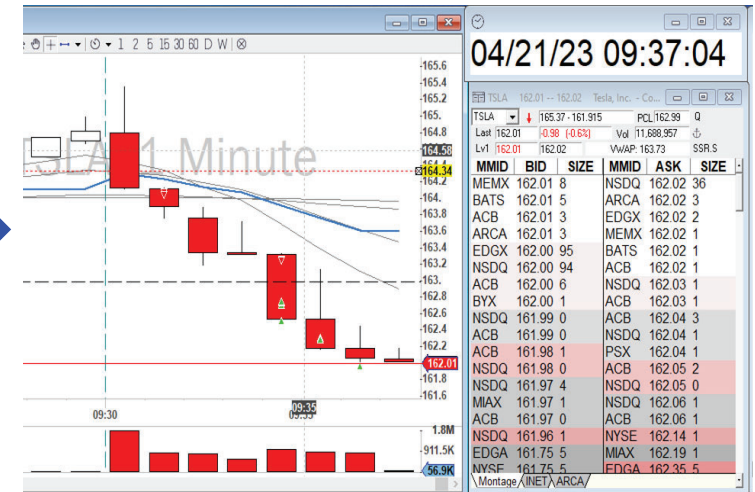 1 2 5 15 30 60 D W
TSLA 1 Minute
165.6
165.4
165.2
165.
164.8
164.58
164.34
164.2
164.
163.8
163.6
163.4
163.2
163.
162.8
162.6
162.4
162.2
162.01
161.8
161.6
09:30
09:35
1.8M
911.5K
56.9K
04/21/23 09:37:04
TSLA 162.01 -- 162.02 Tesla, Inc. - Co...
TSLA 165.37 - 161.915 PCL 162.99 Q
Last 162.01 -0.98 (-0.6%) Vol 11,688,957
Lv1 162.01 162.02 VWAP: 163.73 SSR.S
MMID BID SIZE MMID ASK SIZE
MEMX 162.01 8 NSDQ 162.02 36
BATS 162.01 5 ARCA 162.02 3
ACB 162.01 3 EDGX 162.02 2
ARCA 162.01 3 MEMX 162.02 1
EDGX 162.00 95 BATS 162.02 1
NSDQ 162.00 94 ACB 162.02 1
ACB 162.00 6 NSDQ 162.03 1
BYX 162.00 1 ACB 162.03 1
NSDQ 161.99 0 ACB 162.04 3
ACB 161.99 0 NSDQ 162.04 1
ACB 161.98 1 PSX 162.04 1
NSDQ 161.98 0 ACB 162.05 2
NSDQ 161.97 4 NSDQ 162.05 0
MIAX 161.97 1 NSDQ 162.06 1
ACB 161.97 0 ACB 162.06 1
NSDQ 161.96 1 NYSE 162.14 1
EDGA 161.75 5 MIAX 162.19 1
NYSE 161.75 5 EDGA 162.35 5
Montage INET ARCA